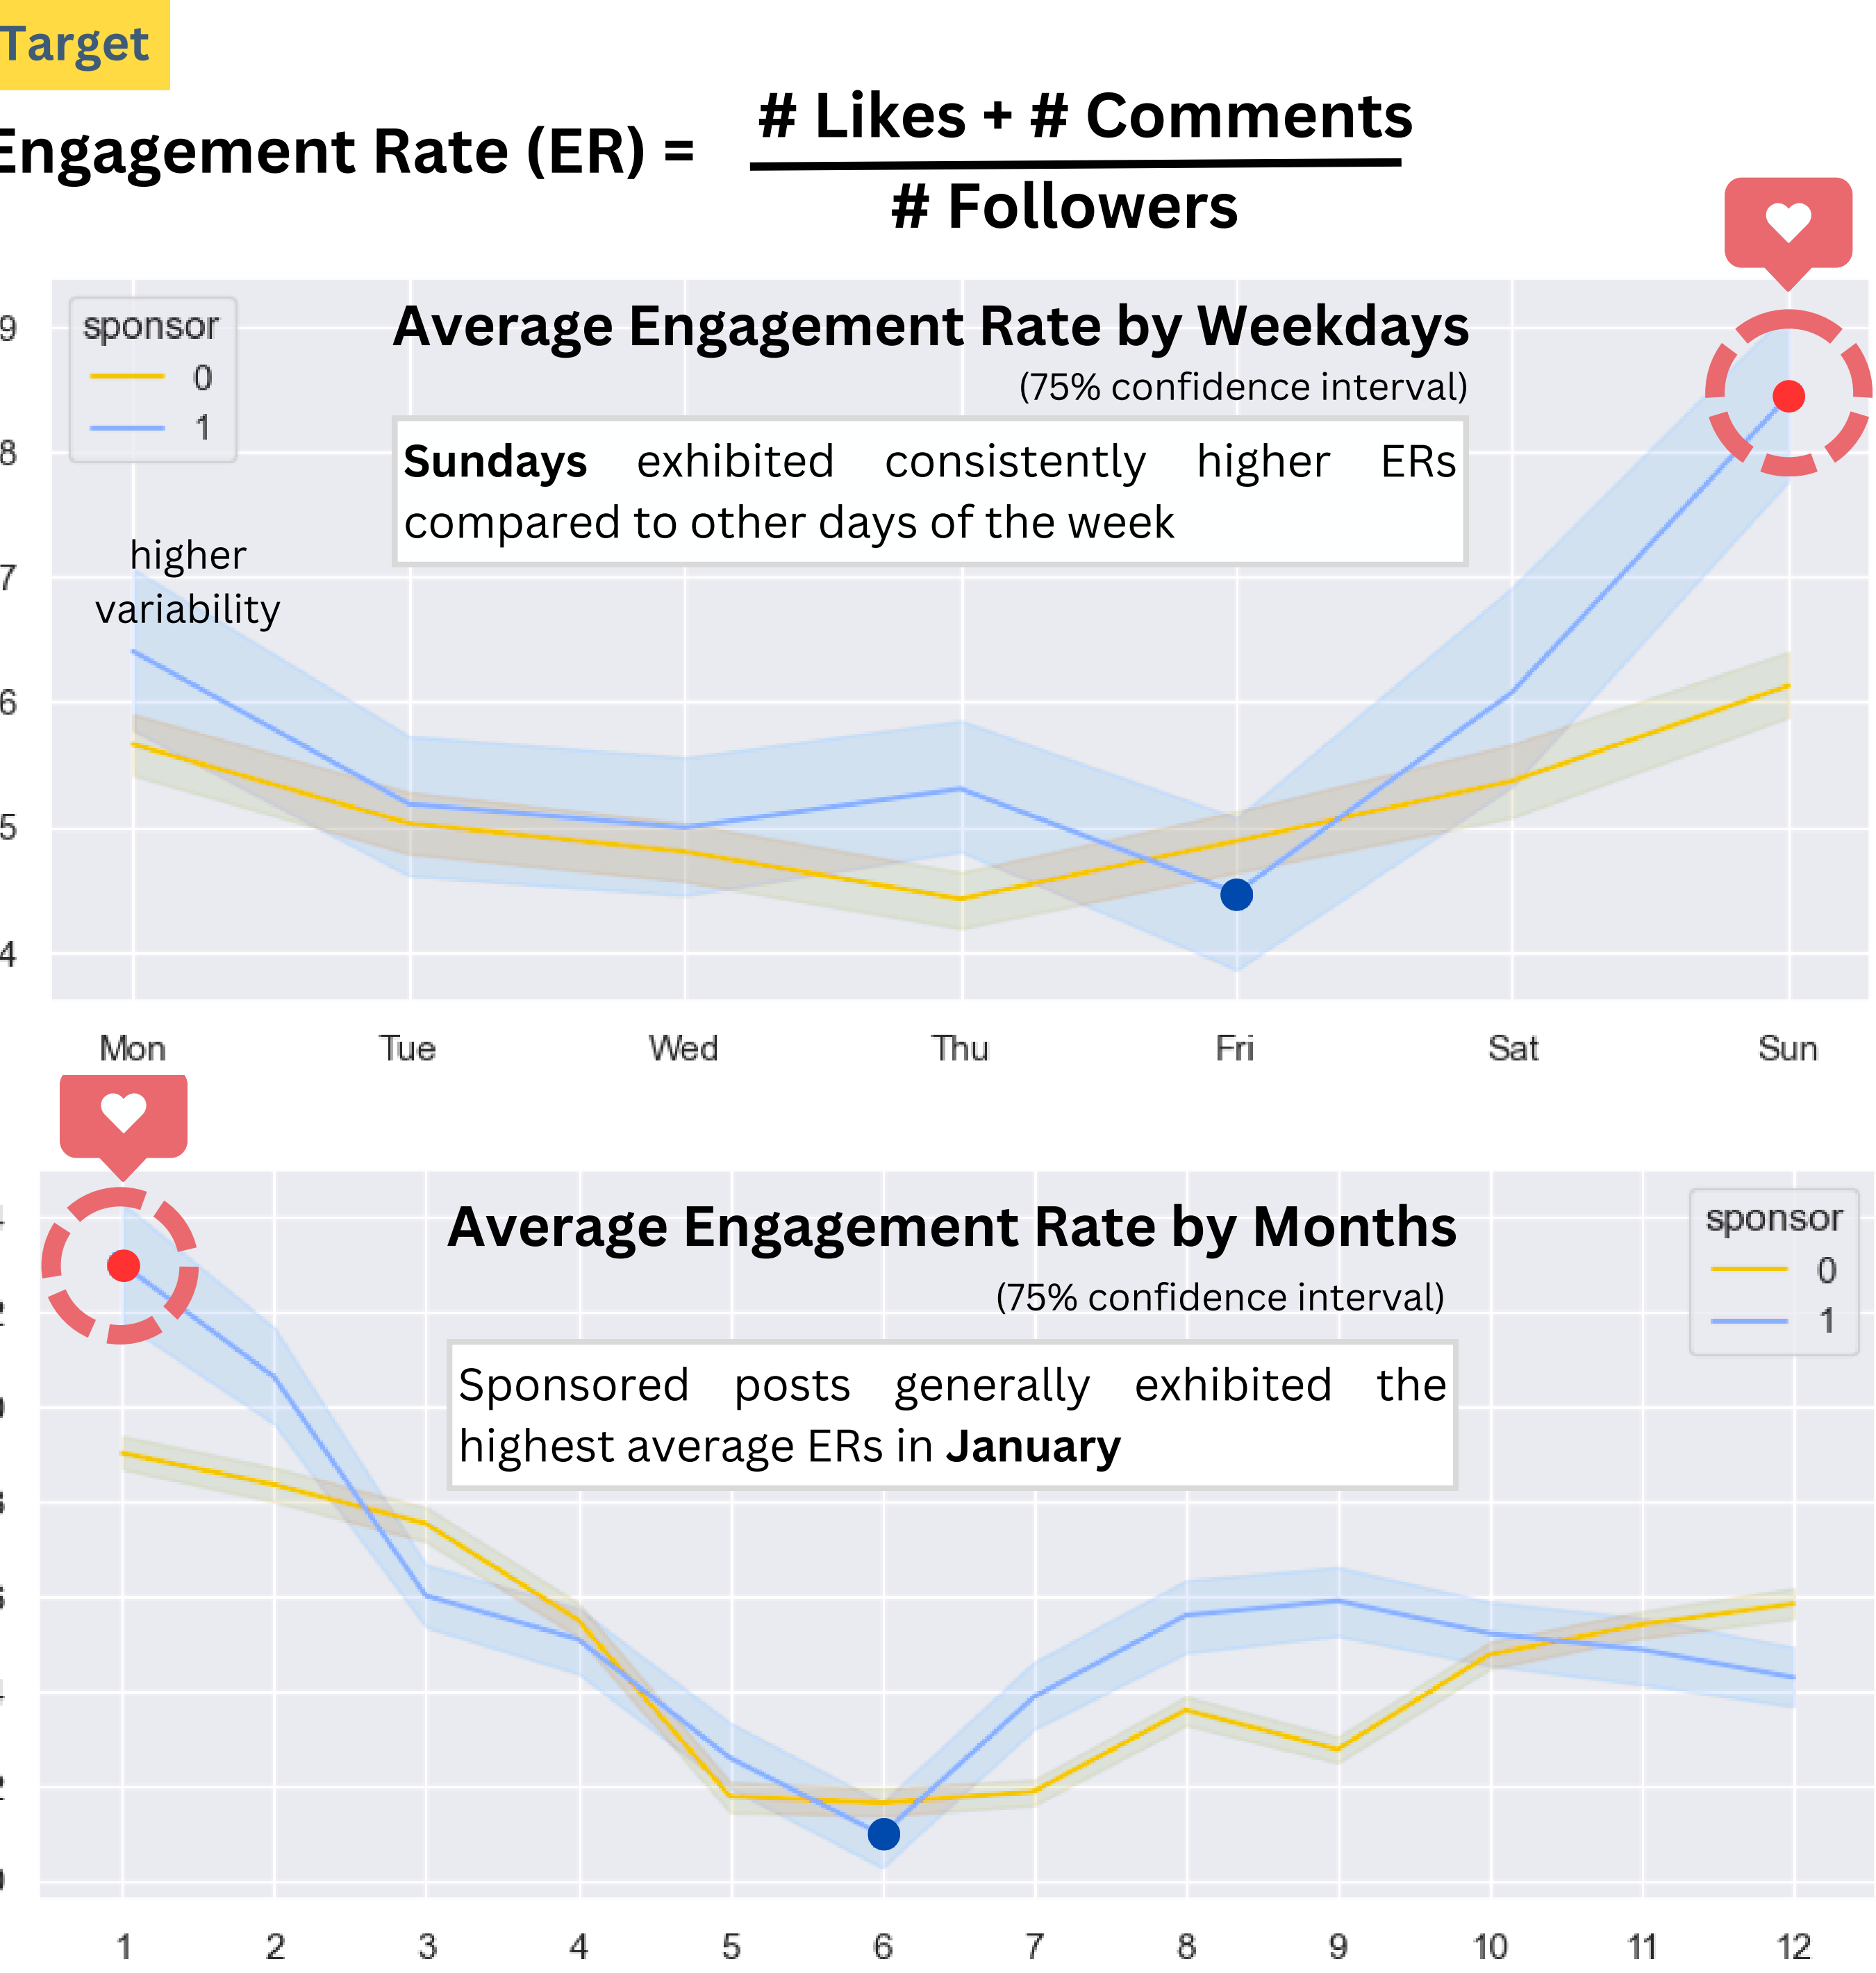 Target
Engagement Rate (ER) =
# Likes + # Comments
# Followers
sponsor
0
1
Average Engagement Rate by Weekdays
(75% confidence interval)
Sundays exhibited consistently higher ERs
compared to other days of the week
higher
variability
9
8
7
6
5
4
Mon Tue Wed Thu Fri Sat Sun
Average Engagement Rate by Months
(75% confidence interval)
Sponsored posts generally exhibited the
highest average ERs in January
sponsor
0
1
1 2 3 4 5 6 7 8 9 10 11 12